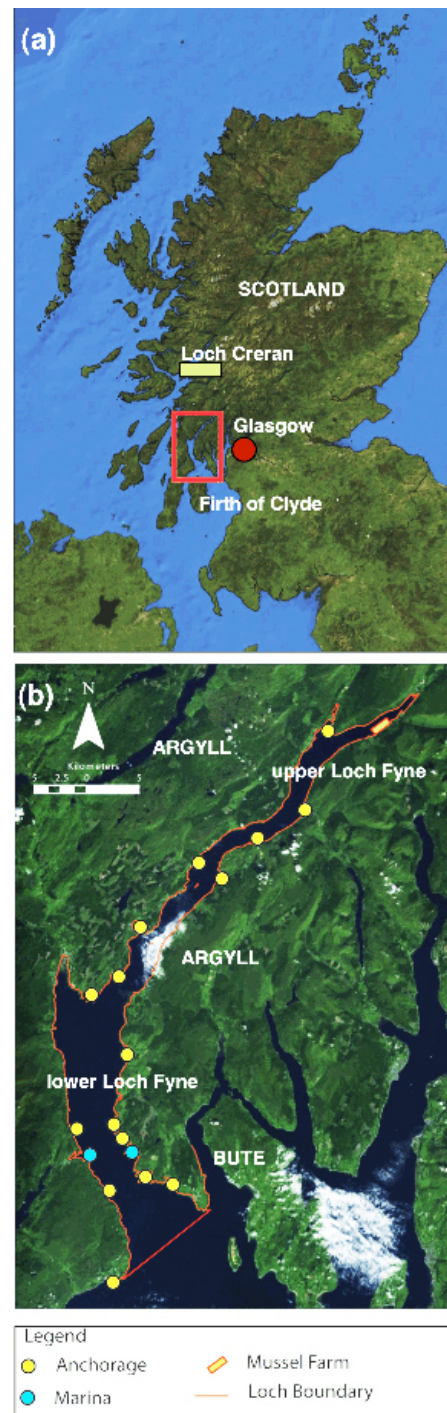 (a)
SCOTLAND
Loch Creran
Glasgow
Firth of Clyde
(b)
N
ARGYLL
Kilometers
5 2.5 0 5
upper Loch Fyne
ARGYLL
lower Loch Fyne
BUTE
Legend
Anchorage
Mussel Farm
Marina
Loch Boundary